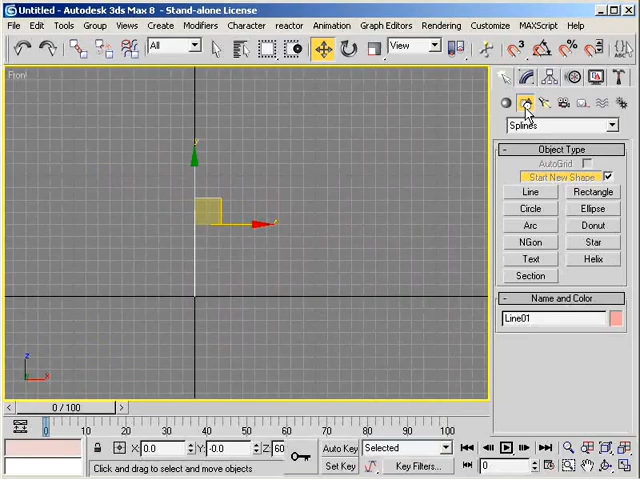 Untitled - Autodesk 3ds Max 8 - Stand-alone License
File Edit Tools Group Views Create Modifiers Character reactor Animation Graph Editors Rendering Customize MAXScript Help
All View
Front
y
x
z
x
Splines
- Object Type
AutoGrid
Start New Shape
Line Rectangle
Circle Ellipse
Arc Donut
NGon Star
Text Helix
Section
- Name and Color
Line01
< 0 / 100 >
0 10 20 30 40 50 60 70 80 90 100
X: 0.0 Y: -0.0 Z: 60 Auto Key Selected
Click and drag to select and move objects Set Key Key Filters... 0